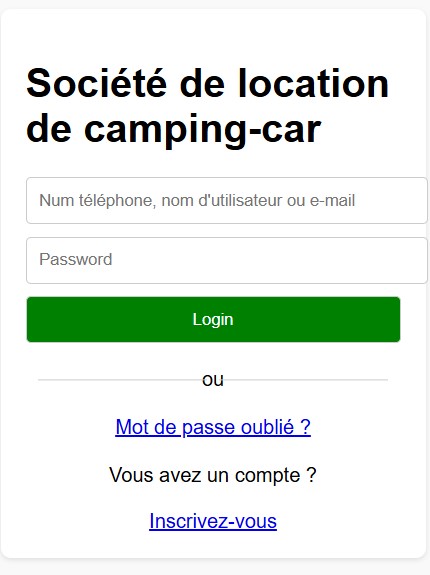 Société de location
de camping-car
Num téléphone, nom d'utilisateur ou e-mail
Password
Login
ou
Mot de passe oublié ?
Vous avez un compte ?
Inscrivez-vous